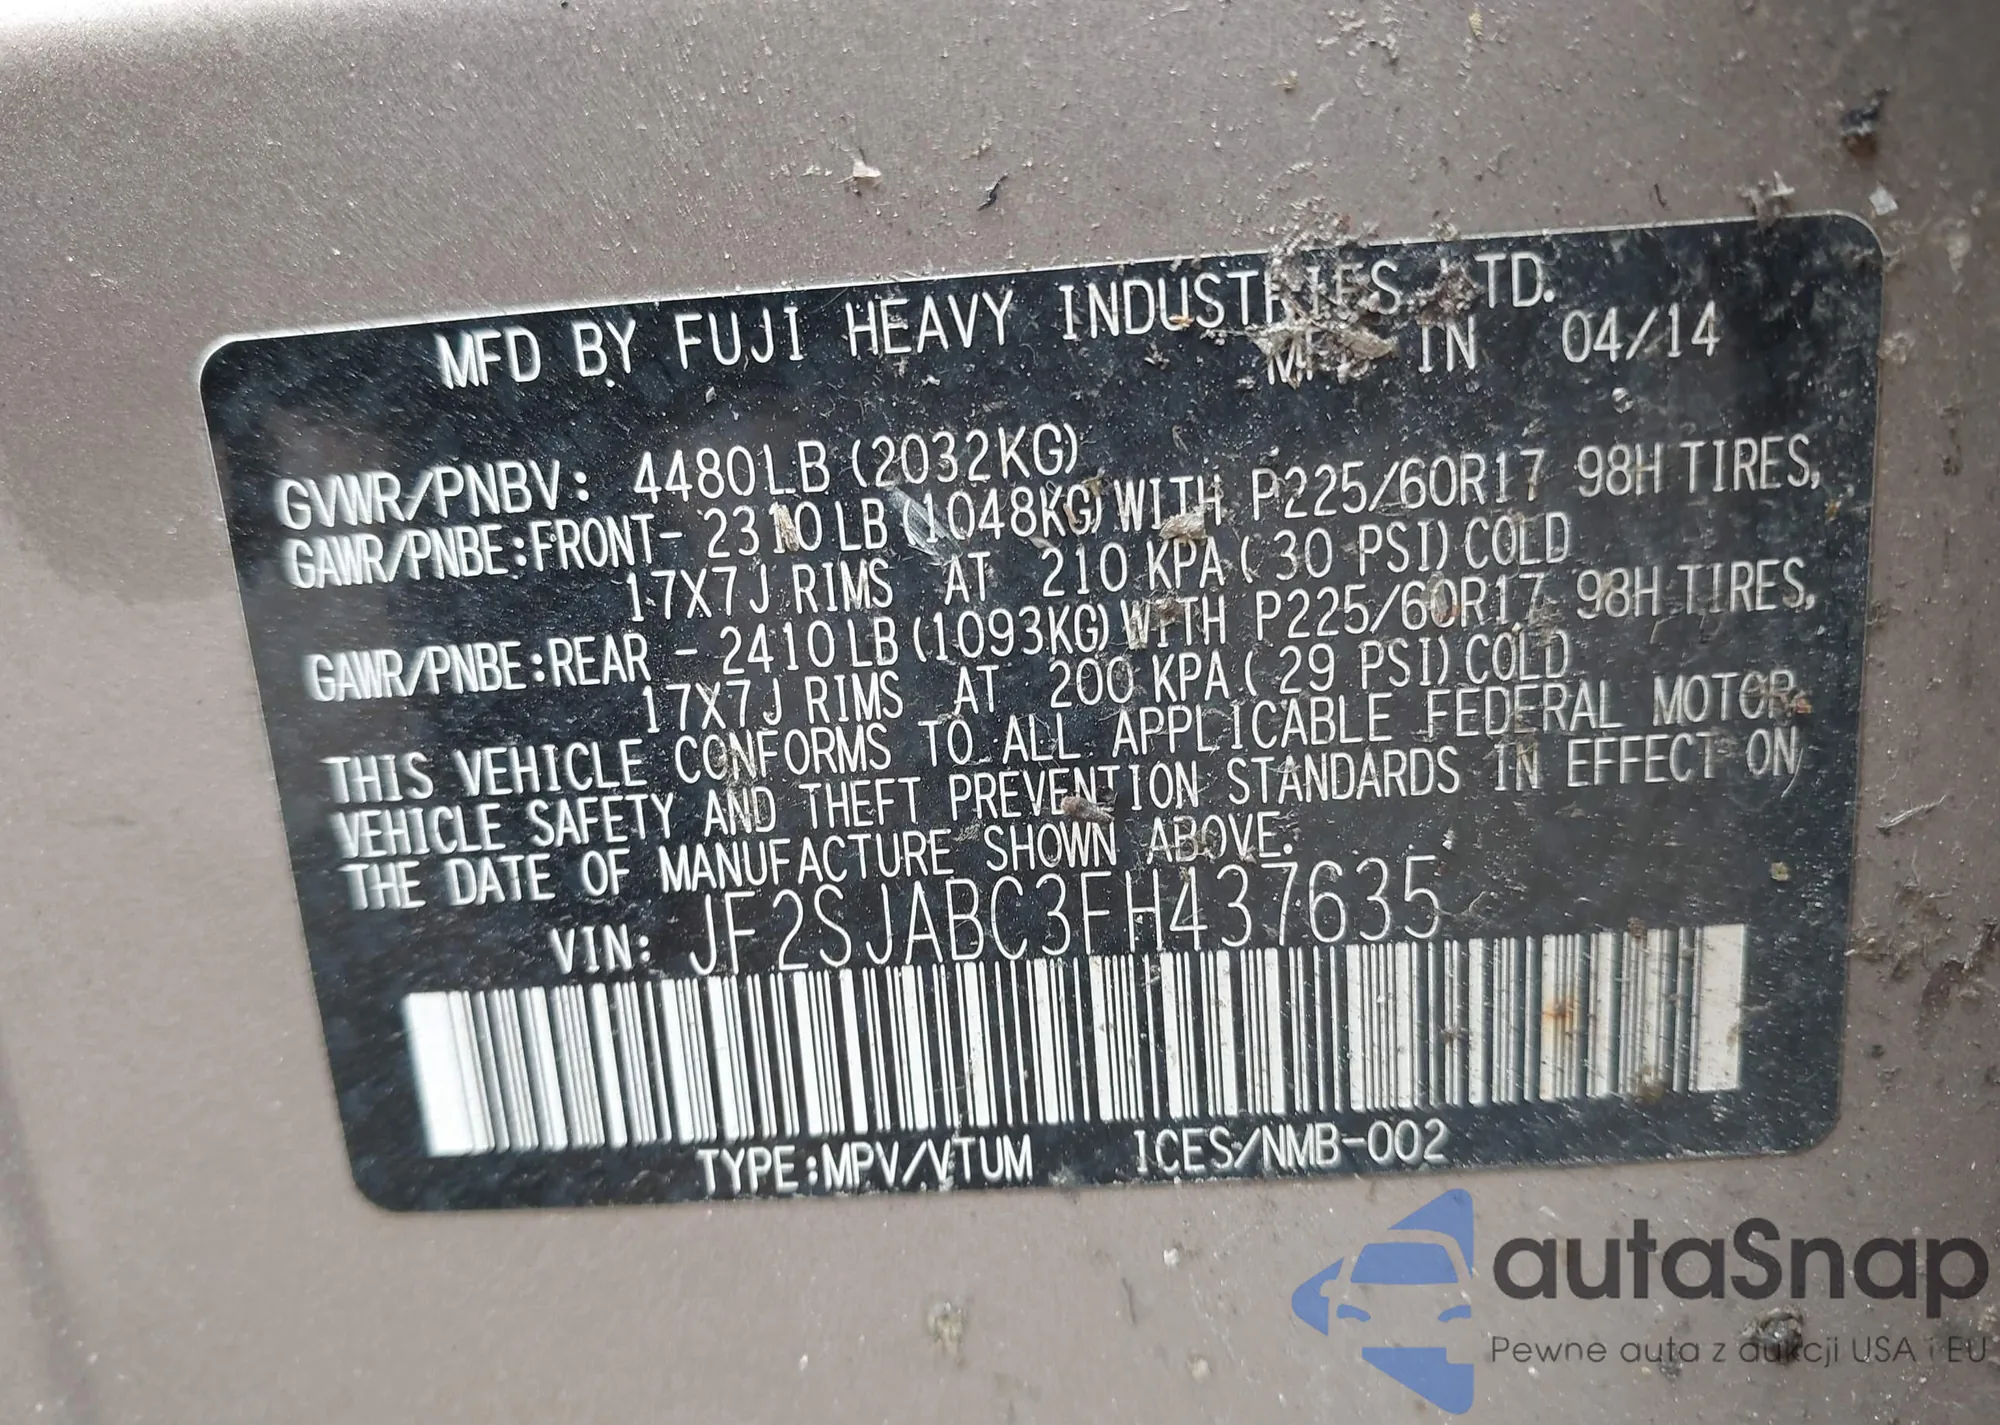 MFD BY FUJI HEAVY INDUSTRIES LTD.
MFD IN 04/14
GVWR/PNBV: 4480LB (2032KG)
GAWR/PNBE:FRONT- 2310LB (1048KG) WITH P225/60R17 98H TIRES,
17X7J RIMS AT 210 KPA ( 30 PSI) COLD
GAWR/PNBE:REAR - 2410LB (1093KG) WITH P225/60R17 98H TIRES,
17X7J RIMS AT 200 KPA ( 29 PSI) COLD
THIS VEHICLE CONFORMS TO ALL APPLICABLE FEDERAL MOTOR
VEHICLE SAFETY AND THEFT PREVENTION STANDARDS IN EFFECT ON
THE DATE OF MANUFACTURE SHOWN ABOVE.
VIN: JF2SJABC3FH437635
TYPE:MPV/VTUM ICES/NMB-002
autaSnap
Pewne auta z aukcji USA i EU